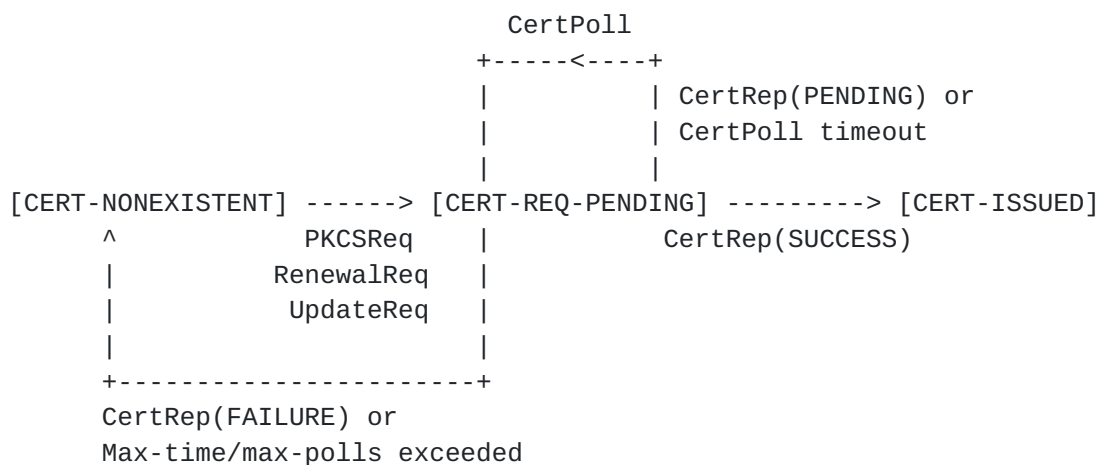 CertPoll
                              +-----<----+
                              |          | CertRep(PENDING) or
                              |          | CertPoll timeout
                              |          |
[CERT-NONEXISTENT] ------> [CERT-REQ-PENDING] ---------> [CERT-ISSUED]
      ^            PKCSReq    |           CertRep(SUCCESS)
      |          RenewalReq   |
      |           UpdateReq   |
      |                       |
      +-----------------------+
      CertRep(FAILURE) or
      Max-time/max-polls exceeded